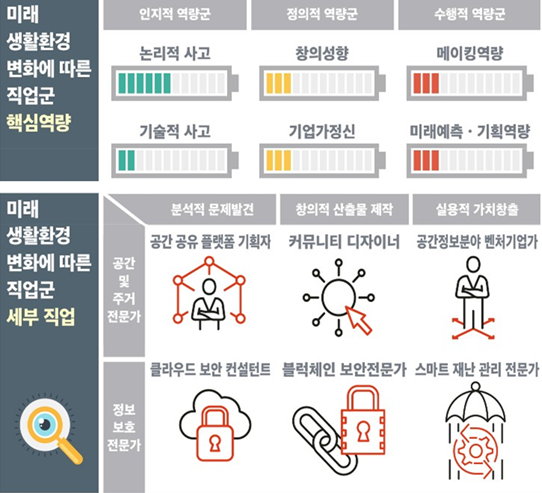 미래
생활환경
변화에 따른
직업군
핵심역량
인지적 역량군
정의적 역량군
수행적 역량군
논리적 사고
창의성향
메이킹역량
기술적 사고
기업가정신
미래예측·기획역량
미래
생활환경
변화에 따른
직업군
세부 직업
분석적 문제발견
창의적 산출물 제작
실용적 가치창출
공간
및
주거
전문가
공간 공유 플랫폼 기획자
커뮤니티 디자이너
공간정보분야 벤처기업가
정보
보호
전문가
클라우드 보안 컨설턴트
블럭체인 보안전문가
스마트 재난 관리 전문가